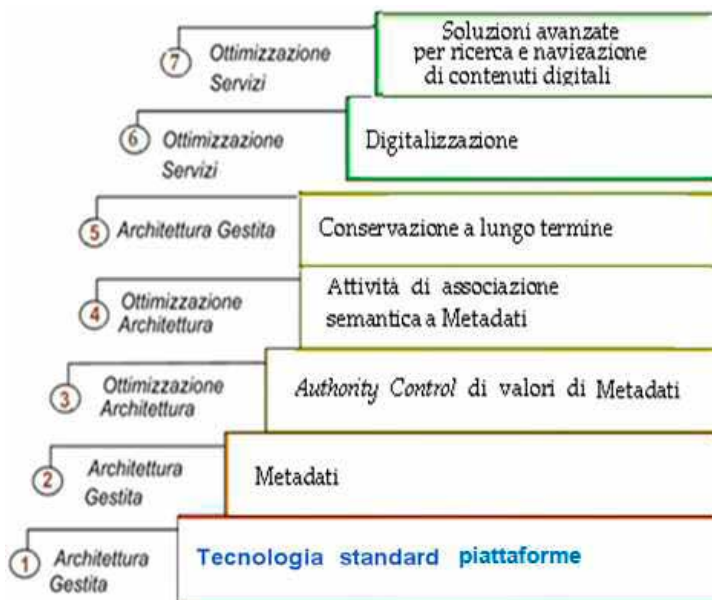 7
Ottimizzazione
Servizi
Soluzioni avanzate
per ricerca e navigazione
di contenuti digitali
6
Ottimizzazione
Servizi
Digitalizzazione
5
Architettura Gestita
Conservazione a lungo termine
4
Ottimizzazione
Architettura
Attività di associazione
semantica a Metadati
3
Ottimizzazione
Architettura
Authority Control di valori di Metadati
2
Architettura
Gestita
Metadati
1
Architettura
Gestita
Tecnologia standard piattaforme